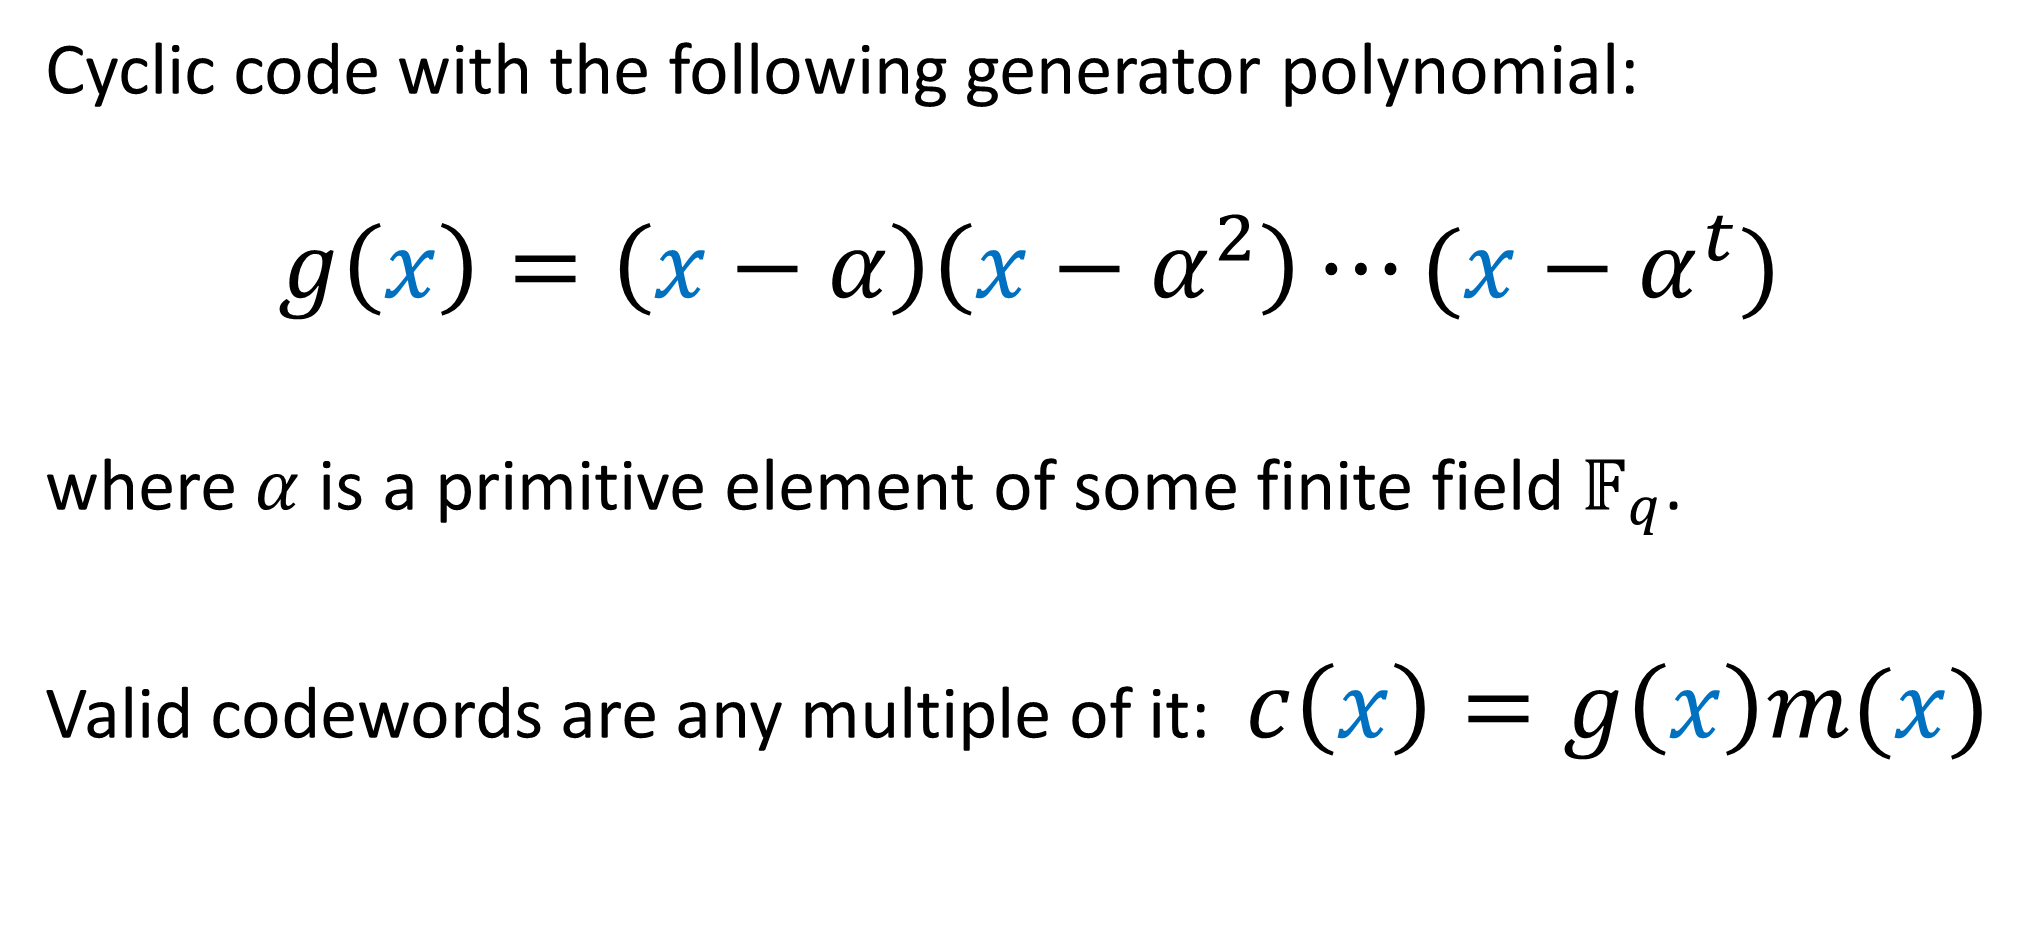 Cyclic code with the following generator polynomial:
g(x) = (x − α)(x − α²) ⋯ (x − αᵗ)
where α is a primitive element of some finite field 𝔽_q.
Valid codewords are any multiple of it: c(x) = g(x)m(x)